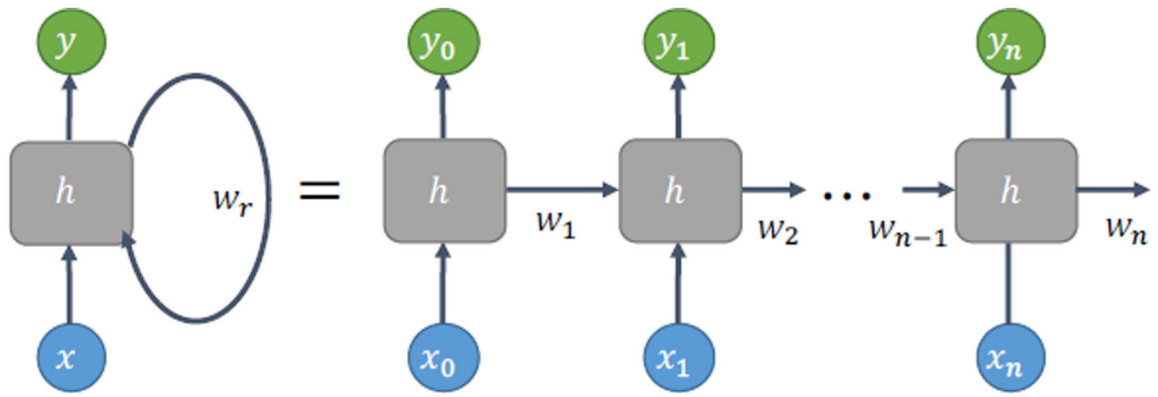 y y₀ y₁ yₙ
h wᵣ = h w₁ h w₂ ... wₙ₋₁ h wₙ
x x₀ x₁ xₙ